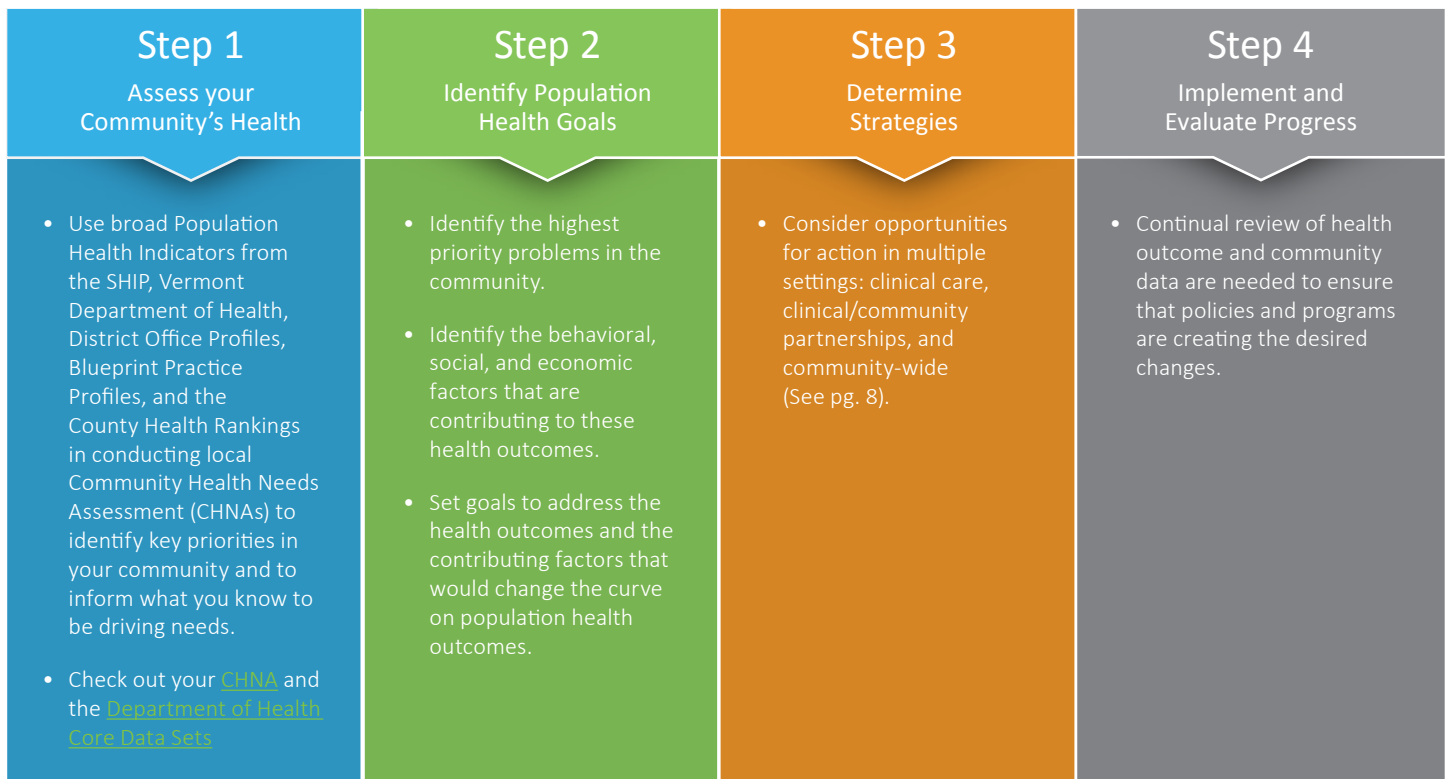 Step 1
Assess your
Community's Health
• Use broad Population
Health Indicators from
the SHIP, Vermont
Department of Health,
District Office Profiles,
Blueprint Practice
Profiles, and the
County Health Rankings
in conducting local
Community Health Needs
Assessment (CHNAs) to
identify key priorities in
your community and to
inform what you know to
be driving needs.
• Check out your CHNA and
the Department of Health
Core Data Sets
Step 2
Identify Population
Health Goals
• Identify the highest
priority problems in the
community.
• Identify the behavioral,
social, and economic
factors that are
contributing to these
health outcomes.
• Set goals to address the
health outcomes and the
contributing factors that
would change the curve
on population health
outcomes.
Step 3
Determine
Strategies
• Consider opportunities
for action in multiple
settings: clinical care,
clinical/community
partnerships, and
community-wide
(See pg. 8).
Step 4
Implement and
Evaluate Progress
• Continual review of health
outcome and community
data are needed to ensure
that policies and programs
are creating the desired
changes.